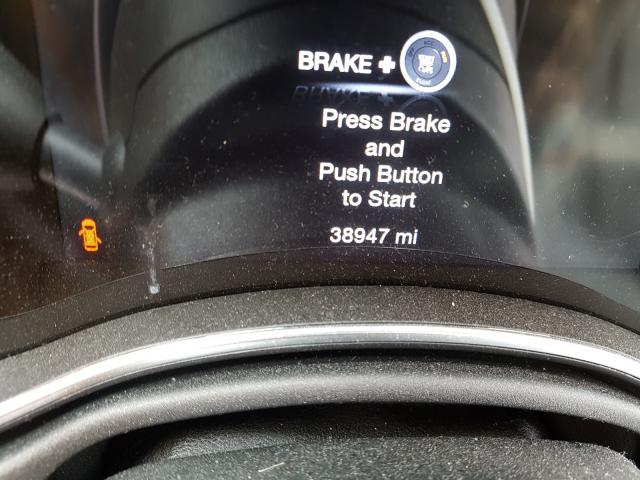 BRAKE +
Press Brake
and
Push Button
to Start
38947 mi